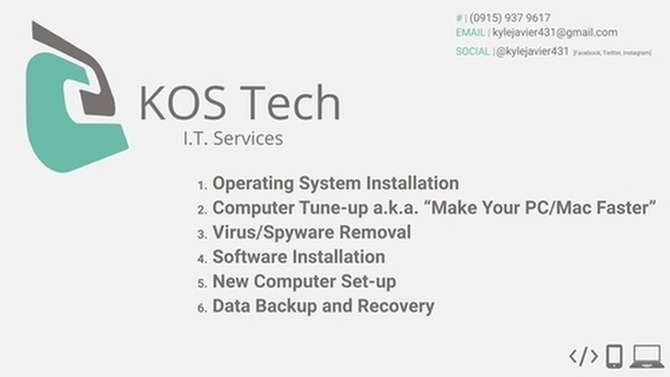 # | (0915) 937 9617
EMAIL | kylejavier431@gmail.com
SOCIAL | @kylejavier431 [Facebook, Twitter, Instagram]
KOS Tech
I.T. Services
1. Operating System Installation
2. Computer Tune-up a.k.a. “Make Your PC/Mac Faster”
3. Virus/Spyware Removal
4. Software Installation
5. New Computer Set-up
6. Data Backup and Recovery